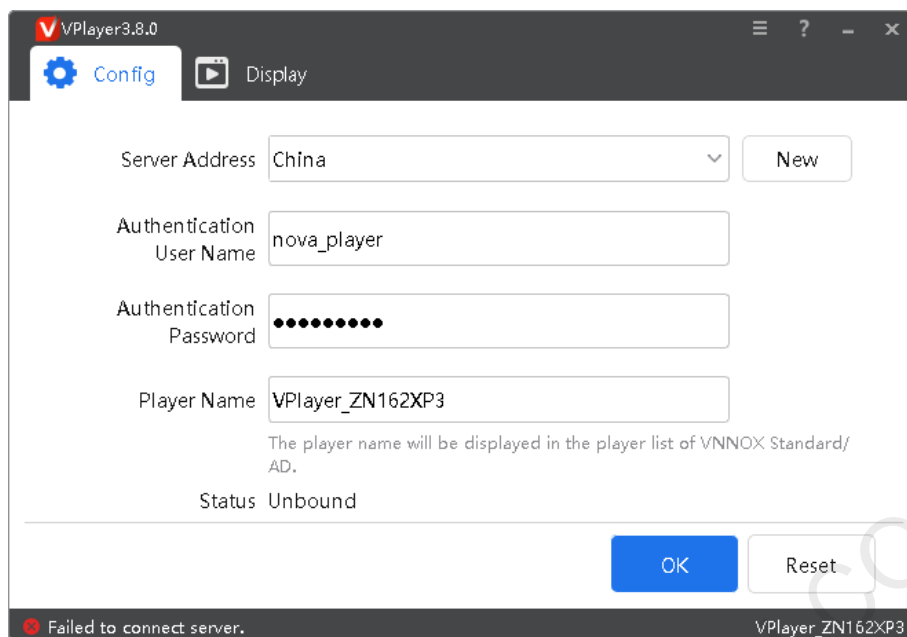 VPlayer3.8.0
Config
Display
Server Address China New
Authentication
User Name
nova_player
Authentication
Password
•••••••••
Player Name VPlayer_ZN162XP3
The player name will be displayed in the player list of VNNOX Standard/
AD.
Status Unbound
OK
Reset
Failed to connect server.
VPlayer_ZN162XP3